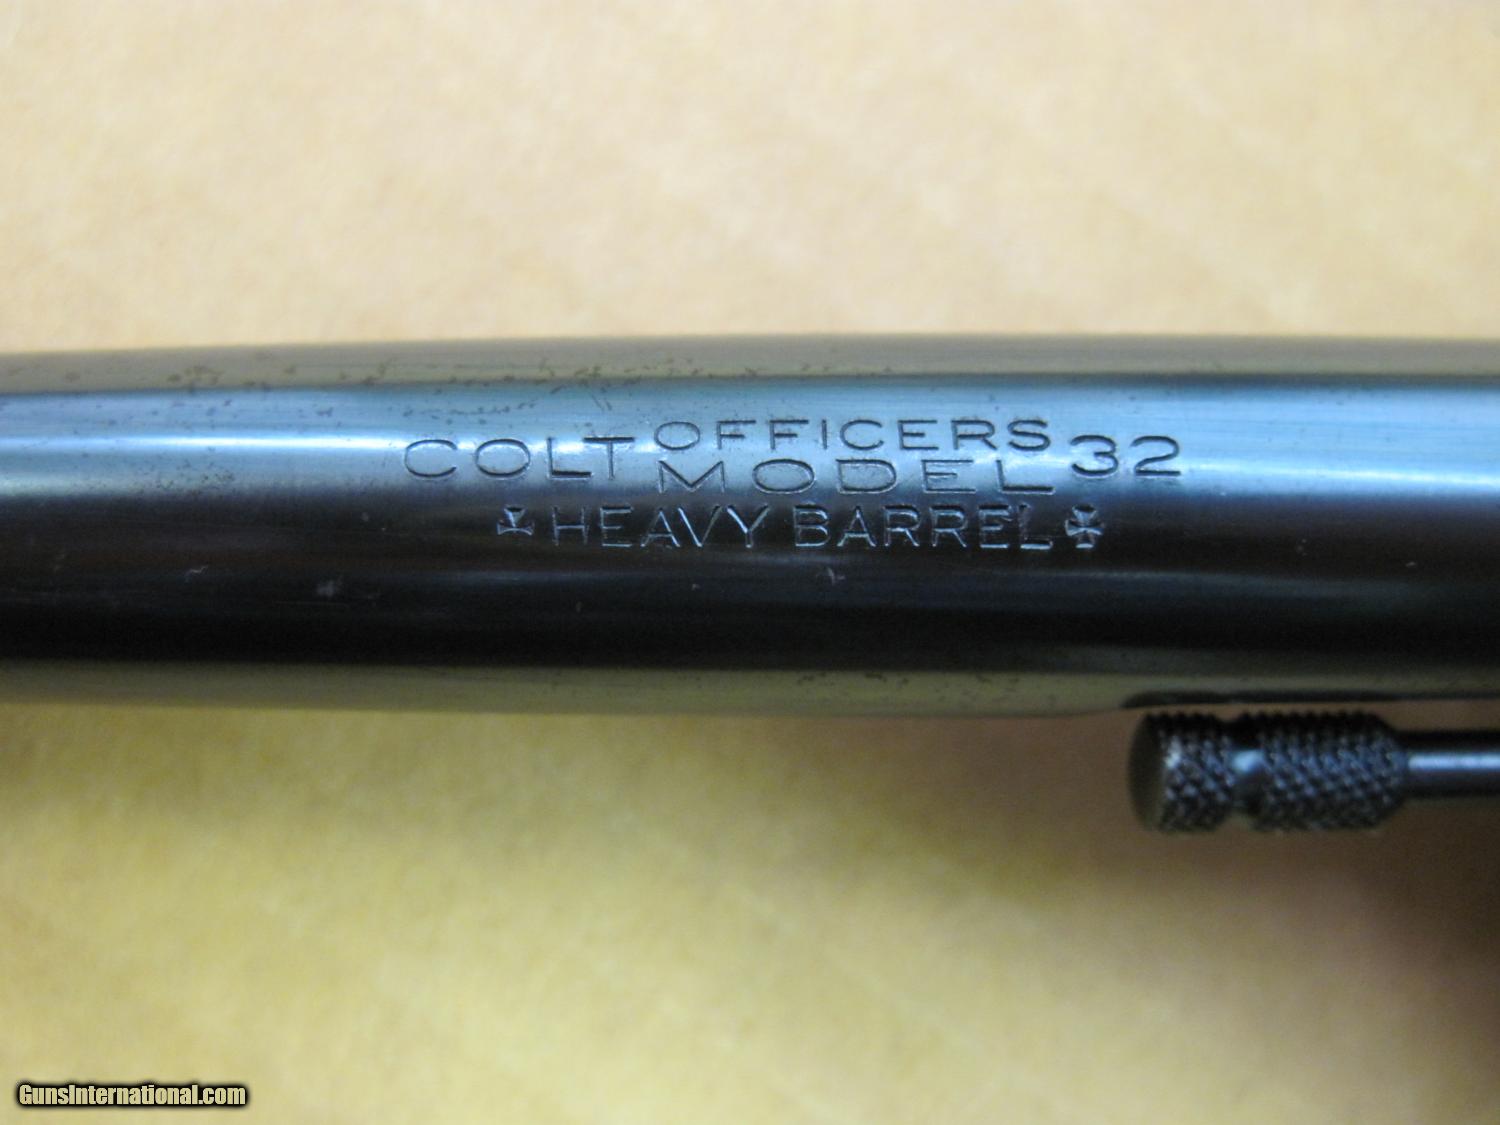 COLT OFFICERS MODEL 32
HEAVY BARREL
GunsInternational.com